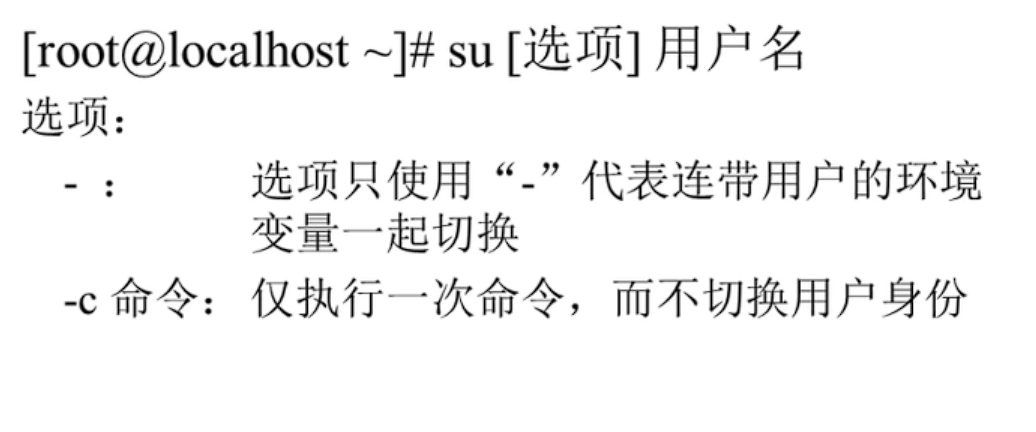 [root@localhost ~]# su [选项] 用户名
选项：
- ： 选项只使用“-”代表连带用户的环境
变量一起切换
-c 命令： 仅执行一次命令，而不切换用户身份